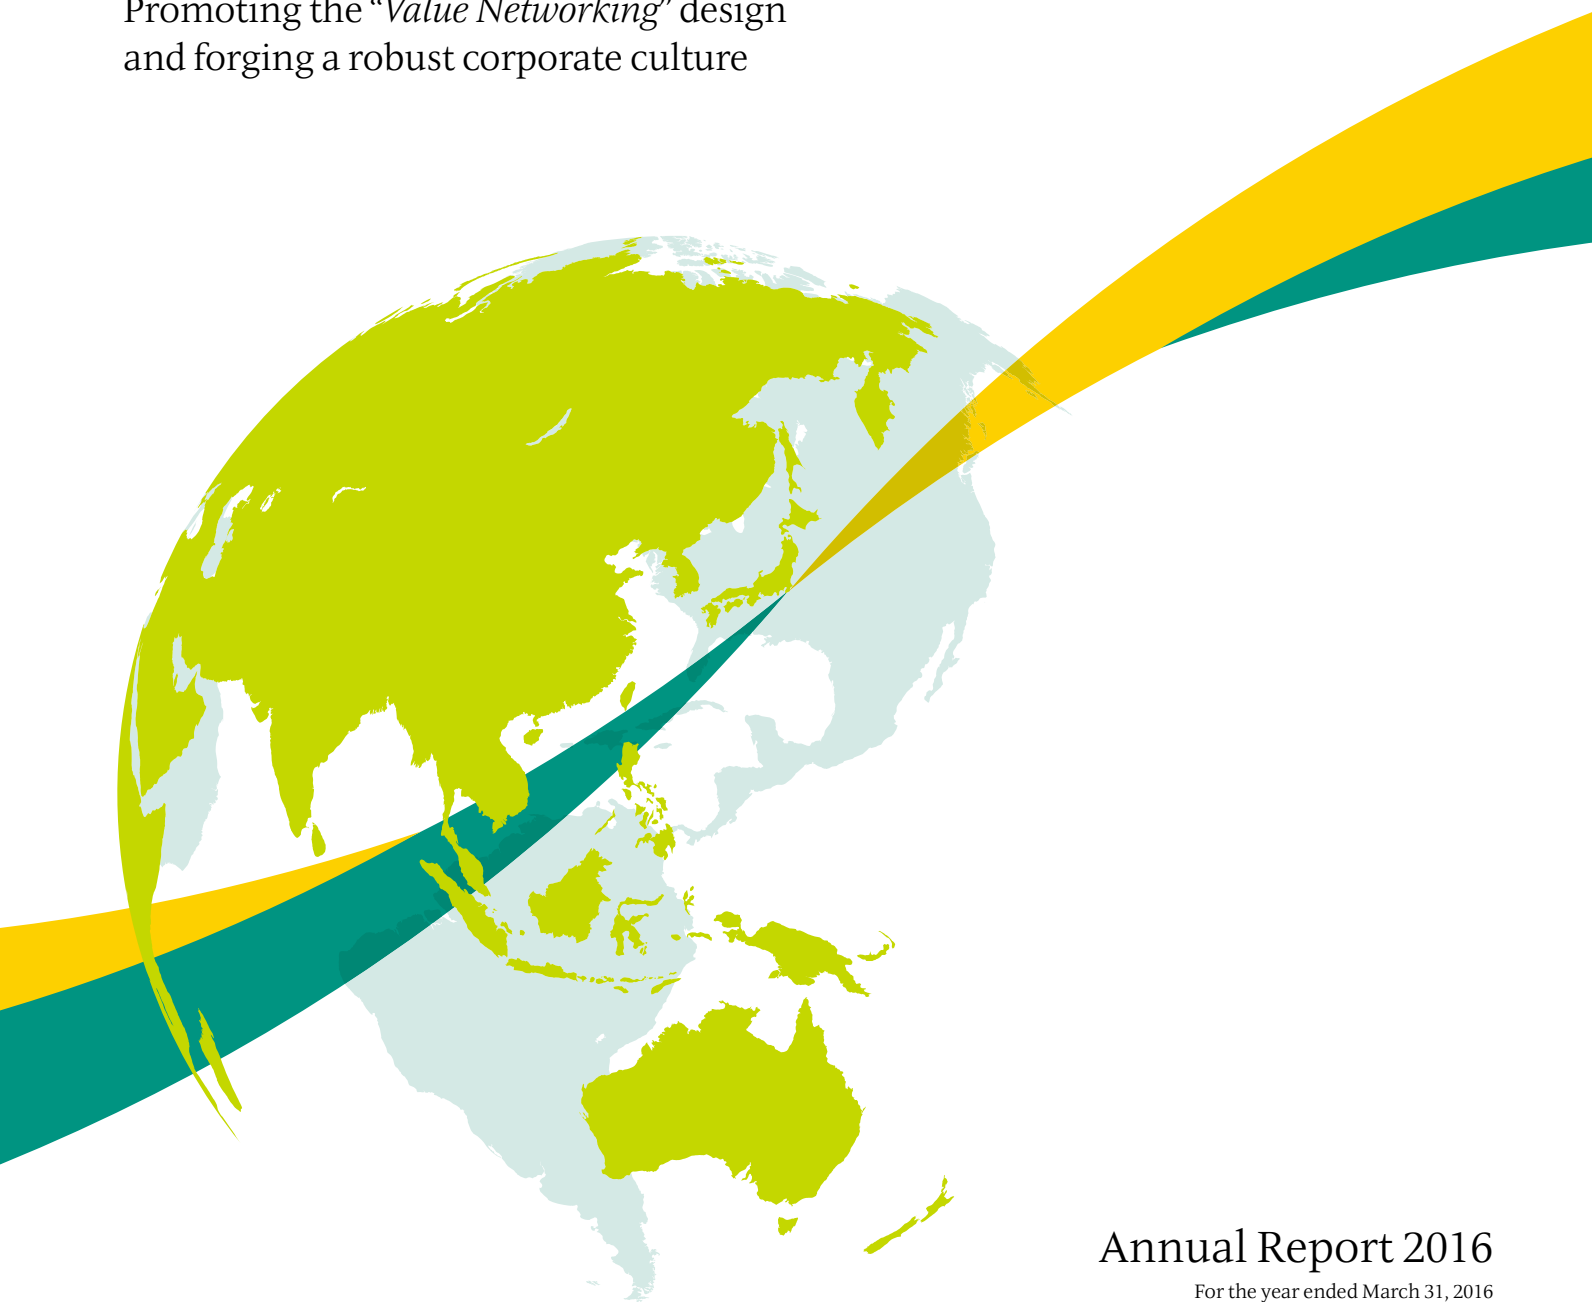 Promoting the “Value Networking” design
and forging a robust corporate culture
Annual Report 2016
For the year ended March 31, 2016